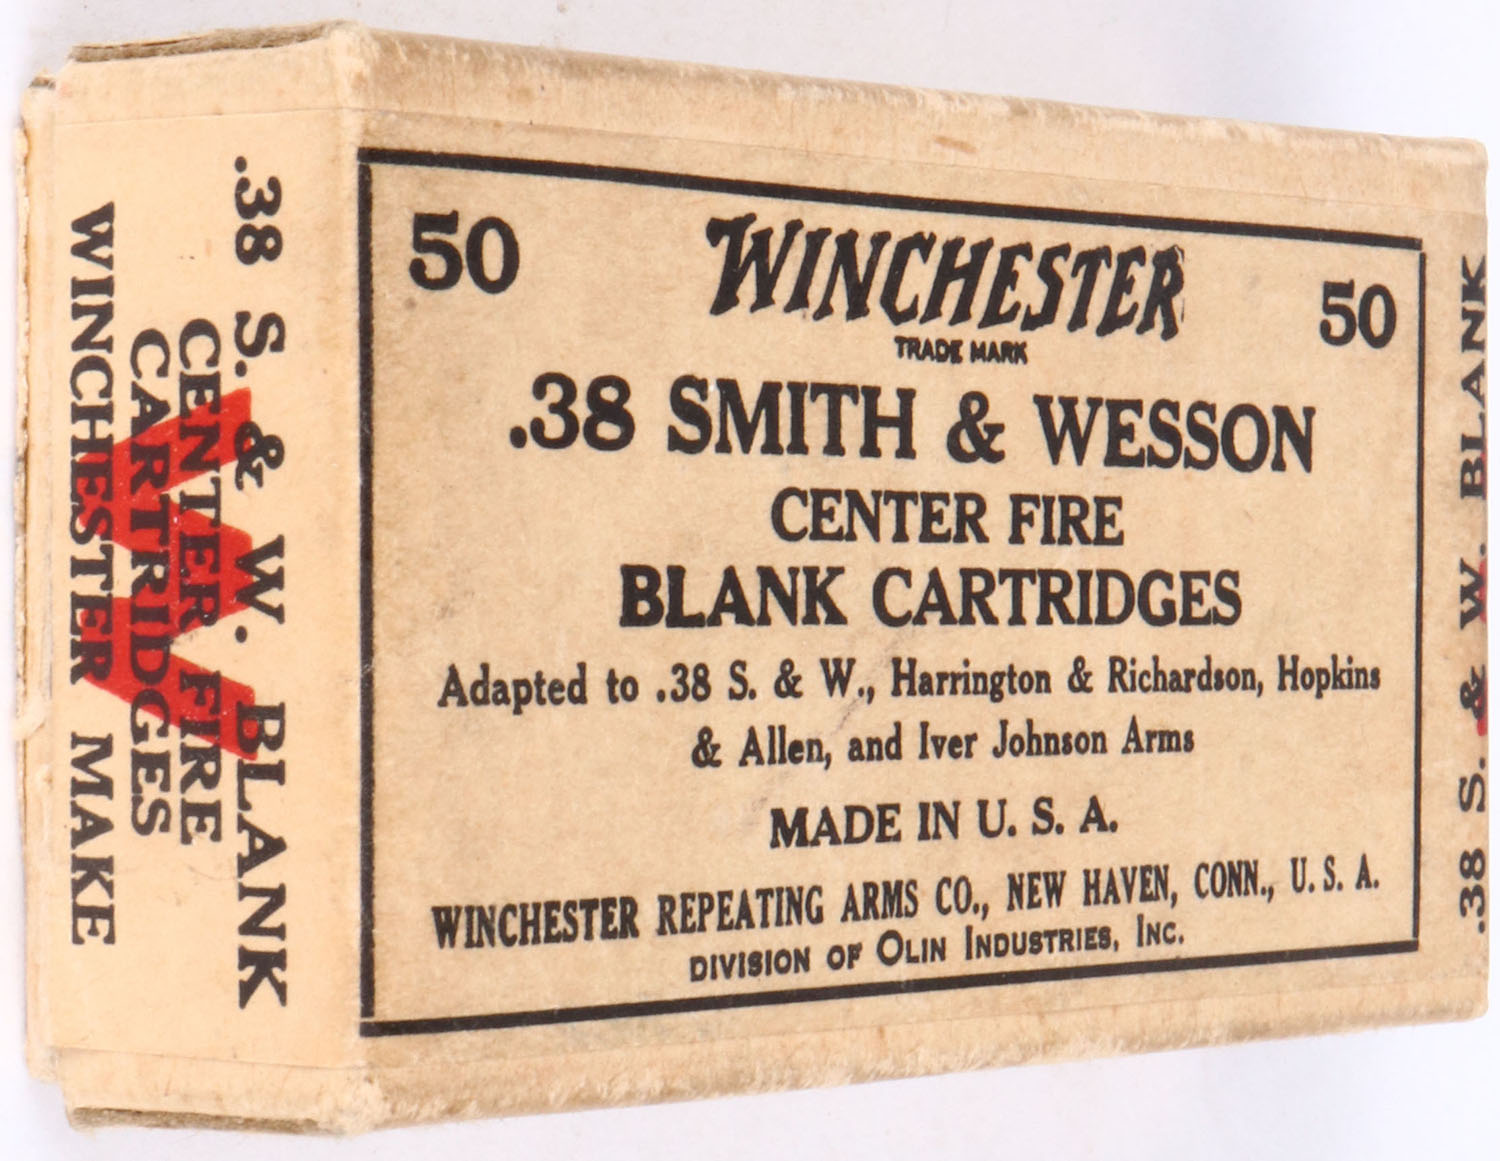 50 WINCHESTER 50
TRADE MARK
.38 SMITH & WESSON
CENTER FIRE
BLANK CARTRIDGES
Adapted to .38 S. & W., Harrington & Richardson, Hopkins
& Allen, and Iver Johnson Arms
MADE IN U. S. A.
WINCHESTER REPEATING ARMS CO., NEW HAVEN, CONN., U. S. A.
DIVISION OF OLIN INDUSTRIES, INC.
.38 S. & W. BLANK
CENTER FIRE
CARTRIDGES
WINCHESTER MAKE
W
.38 S. & W. BLANK